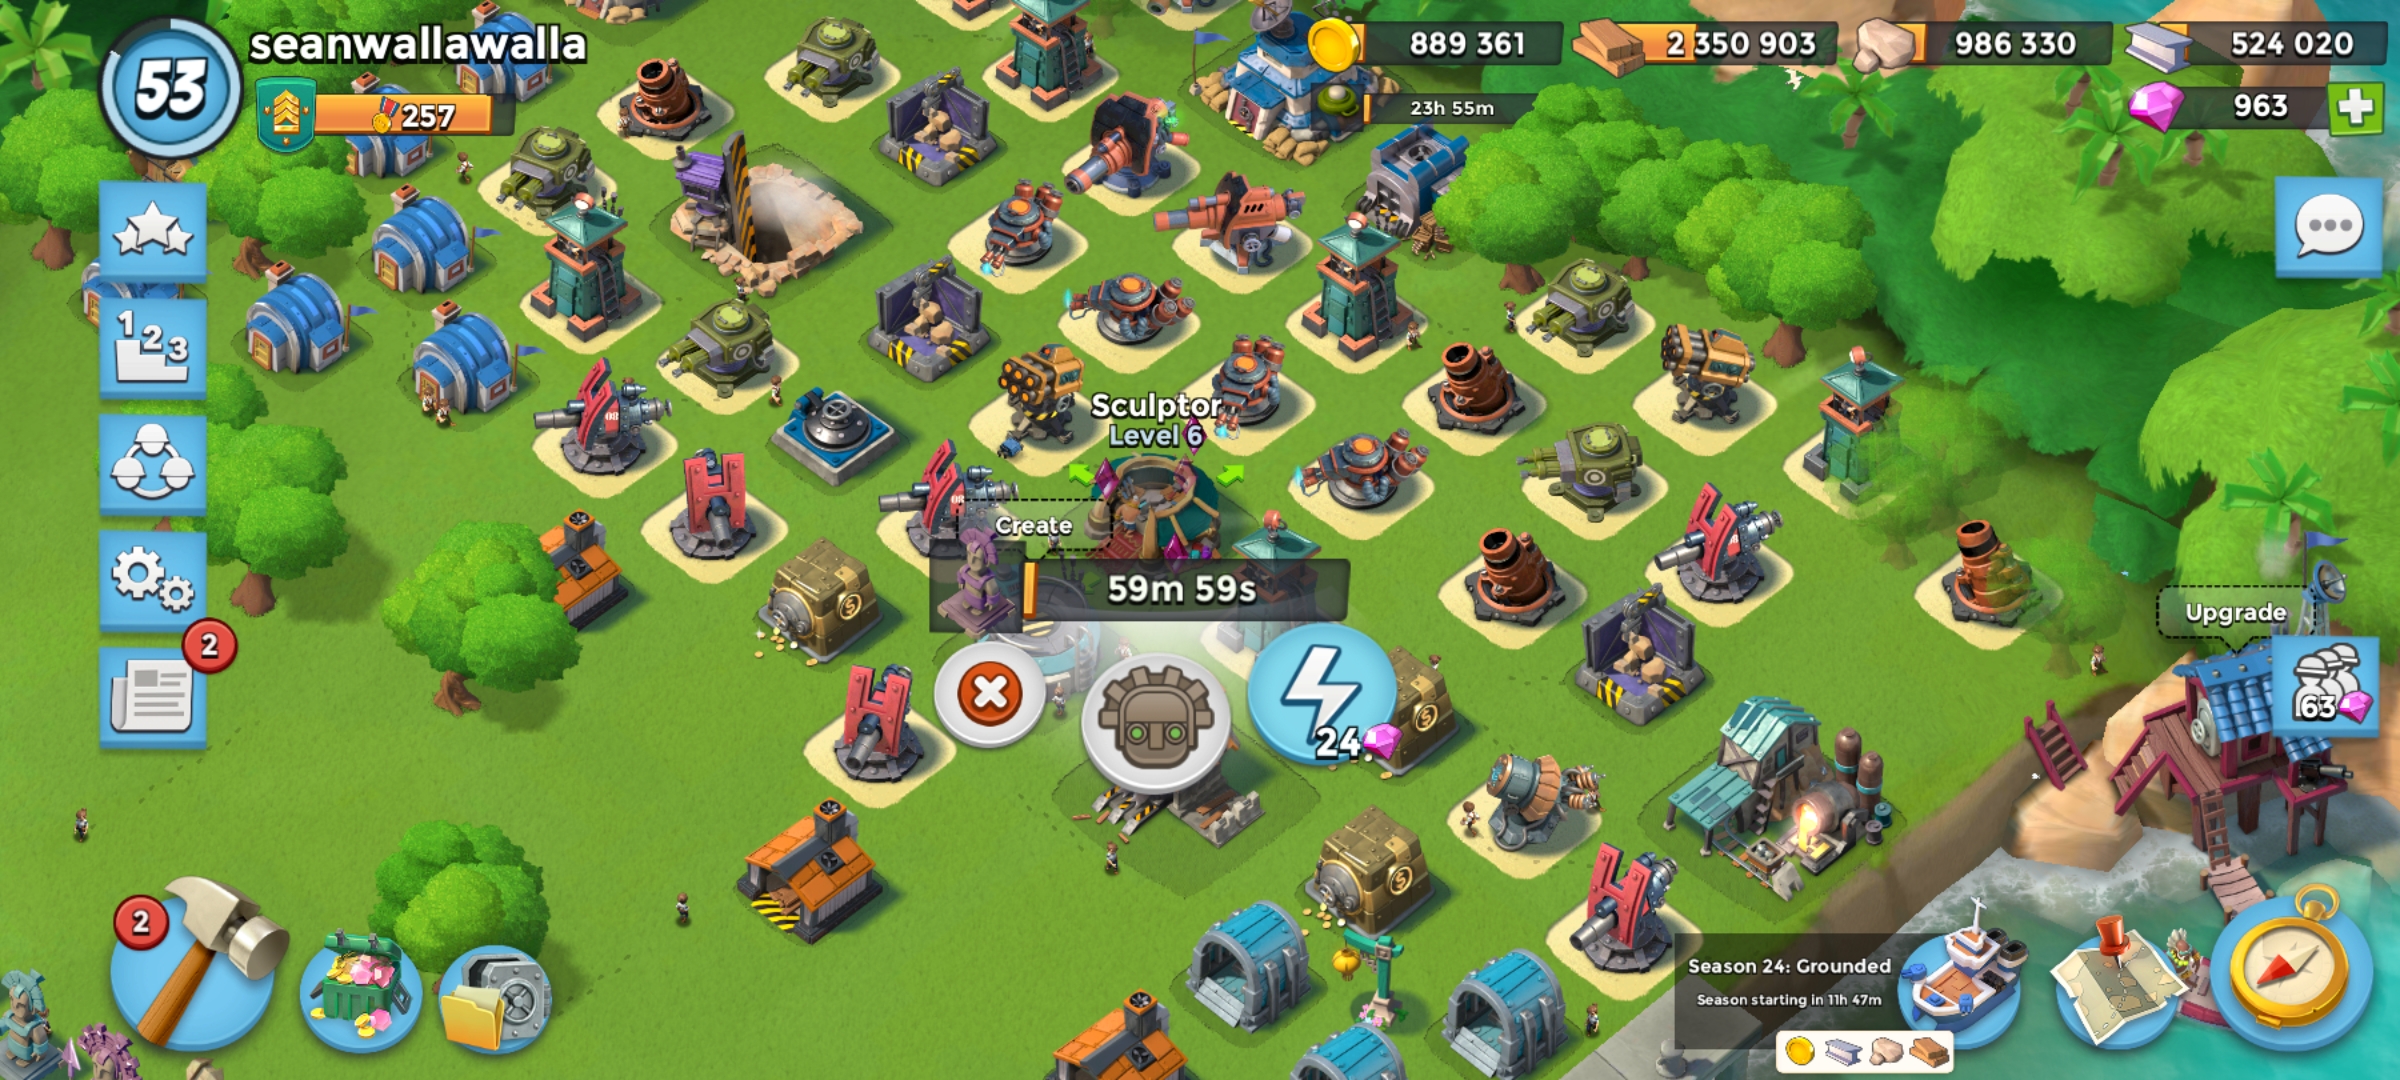 53
seanwallawalla
257
889 361
2 350 903
986 330
524 020
23h 55m
963
123
2
Sculptor
Level 6
Create
59m 59s
24
Upgrade
63
2
Season 24: Grounded
Season starting in 11h 47m